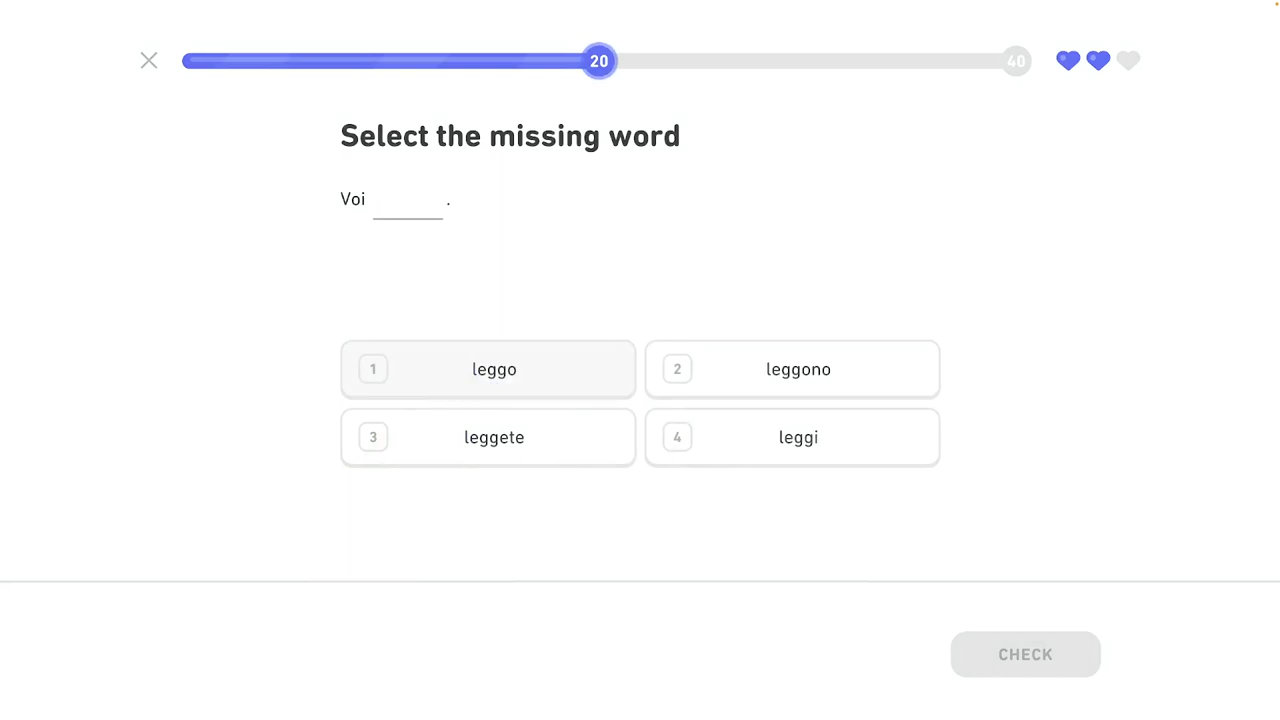 20
40
Select the missing word
Voi ______ .
1 leggo
2 leggono
3 leggete
4 leggi
CHECK